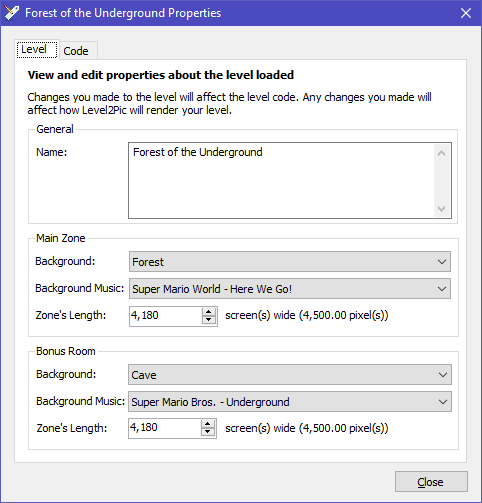 Forest of the Underground Properties
Level
Code
View and edit properties about the level loaded
Changes you made to the level will affect the level code. Any changes you made will
affect how Level2Pic will render your level.
General
Name:
Forest of the Underground
Main Zone
Background:
Forest
Background Music:
Super Mario World - Here We Go!
Zone's Length:
4,180
screen(s) wide (4,500.00 pixel(s))
Bonus Room
Background:
Cave
Background Music:
Super Mario Bros. - Underground
Zone's Length:
4,180
screen(s) wide (4,500.00 pixel(s))
Close